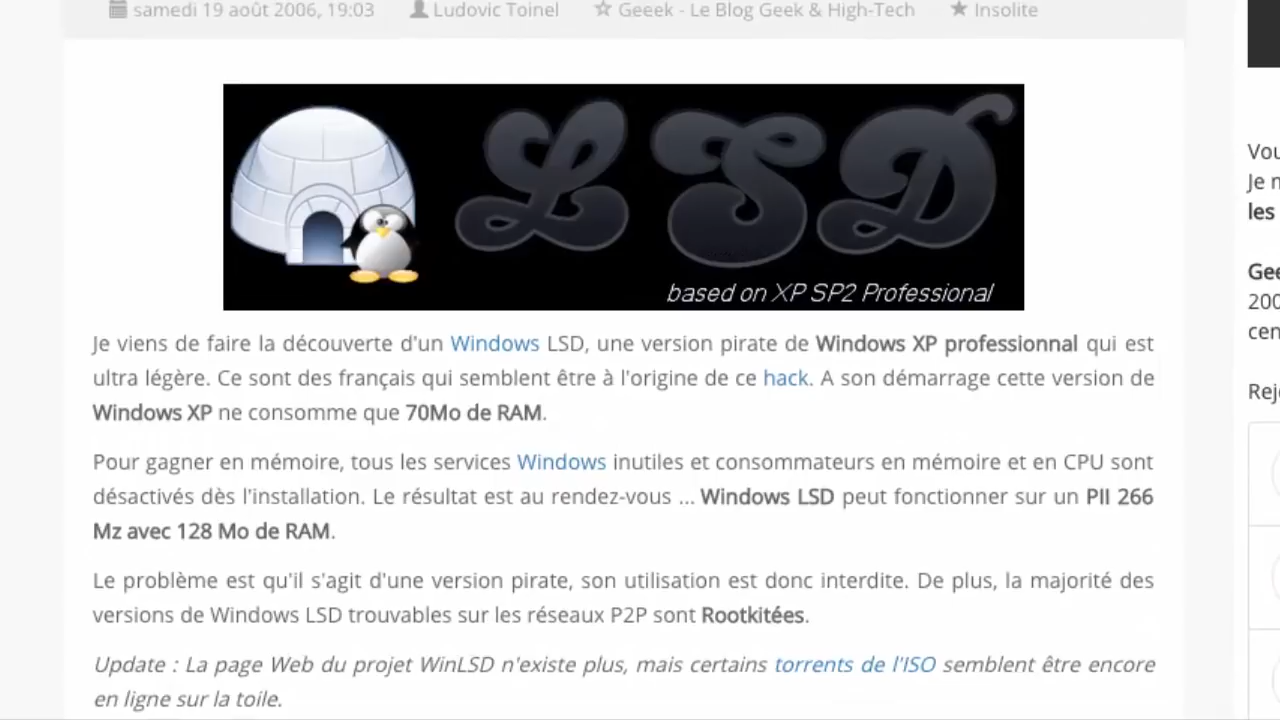 samedi 19 août 2006, 19:03 Ludovic Toinel Geeek - Le Blog Geek & High-Tech Insolite
LSD
based on XP SP2 Professional
Je viens de faire la découverte d'un Windows LSD, une version pirate de Windows XP professionnal qui est
ultra légère. Ce sont des français qui semblent être à l'origine de ce hack. A son démarrage cette version de
Windows XP ne consomme que 70Mo de RAM.
Pour gagner en mémoire, tous les services Windows inutiles et consommateurs en mémoire et en CPU sont
désactivés dès l'installation. Le résultat est au rendez-vous ... Windows LSD peut fonctionner sur un PII 266
Mz avec 128 Mo de RAM.
Le problème est qu'il s'agit d'une version pirate, son utilisation est donc interdite. De plus, la majorité des
versions de Windows LSD trouvables sur les réseaux P2P sont Rootkitées.
Update : La page Web du projet WinLSD n'existe plus, mais certains torrents de l'ISO semblent être encore
en ligne sur la toile.
les